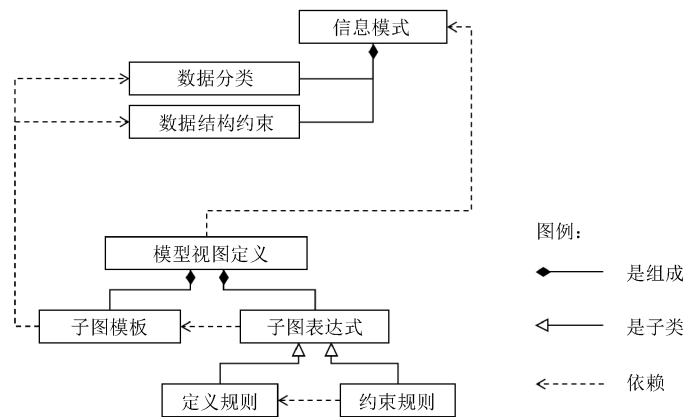 信息模式
数据分类
数据结构约束
模型视图定义
子图模板
子图表达式
定义规则
约束规则
图例：
是组成
是子类
依赖